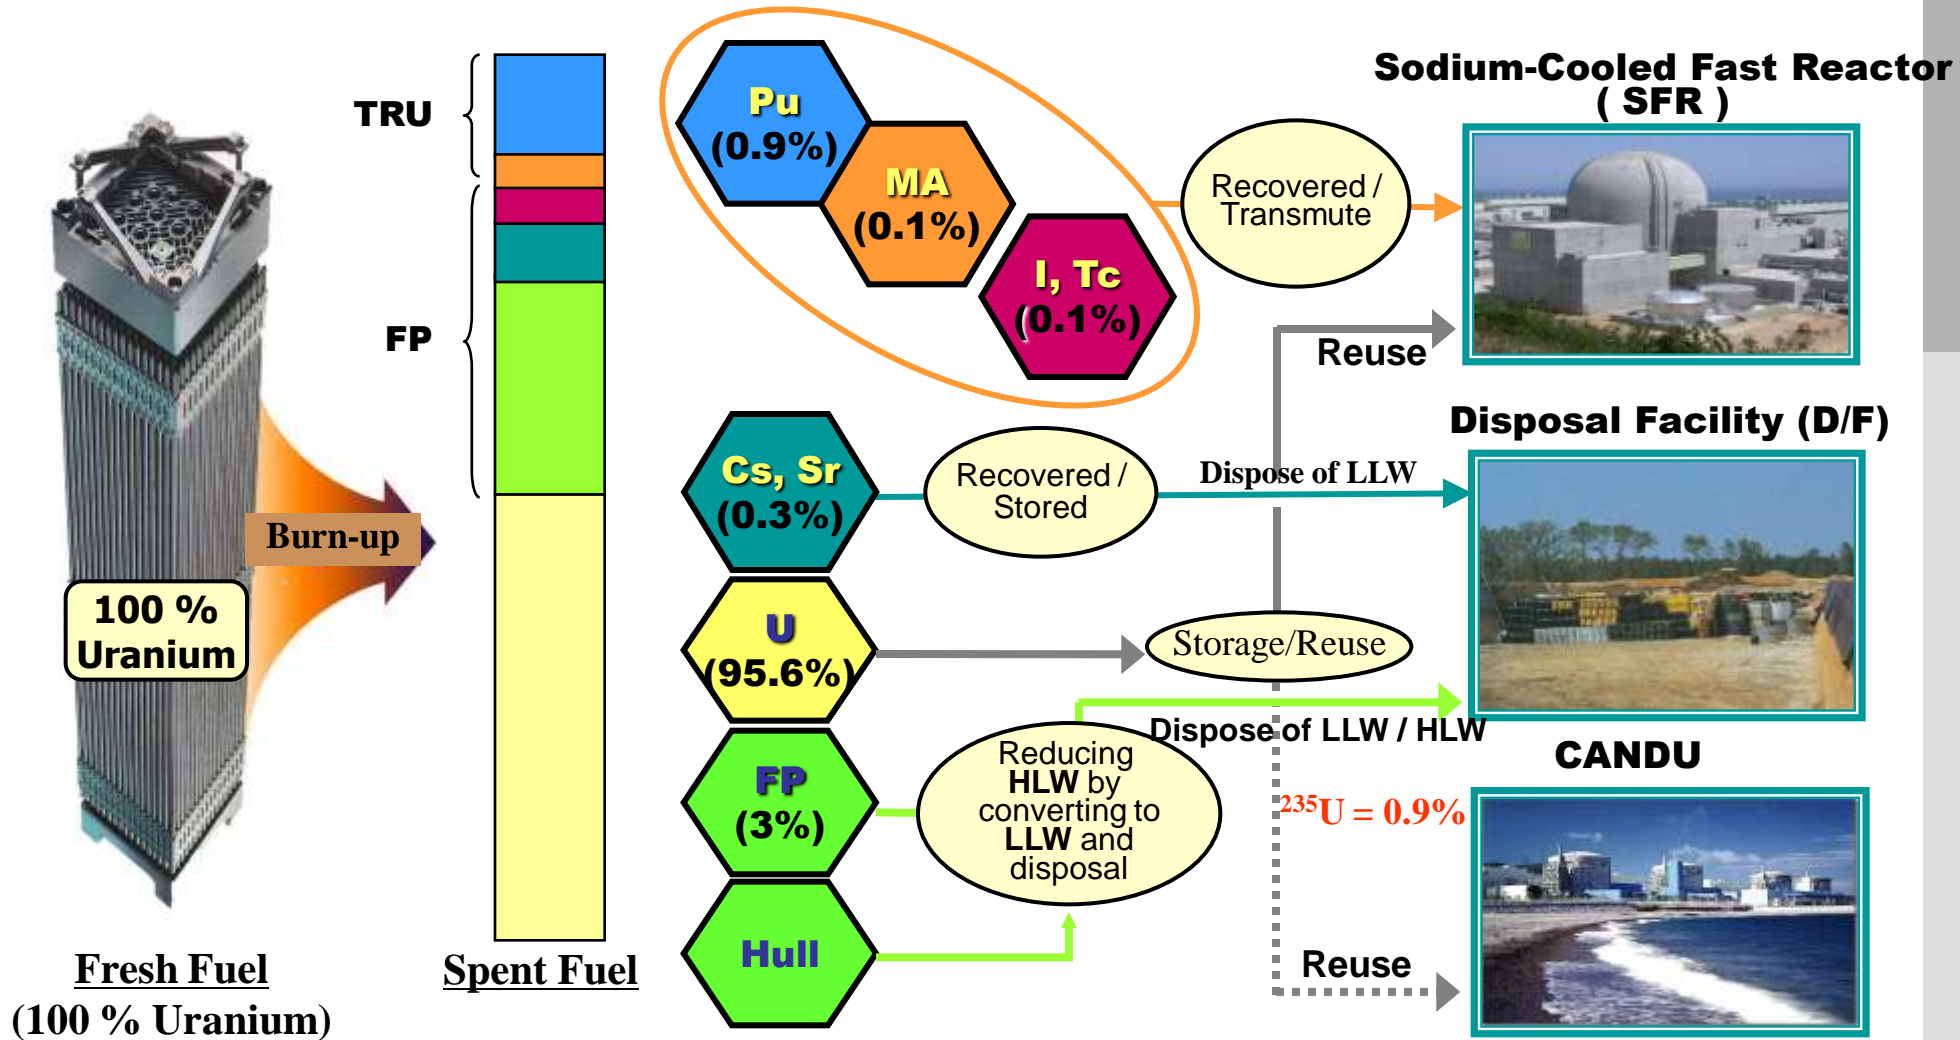 TRU
FP
Burn-up
100 %
Uranium
Fresh Fuel
(100 % Uranium)
Spent Fuel
Pu
(0.9%)
MA
(0.1%)
I, Tc
(0.1%)
Recovered /
Transmute
Sodium-Cooled Fast Reactor
( SFR )
Reuse
Cs, Sr
(0.3%)
Recovered /
Stored
Dispose of LLW
Disposal Facility (D/F)
U
(95.6%)
Storage/Reuse
FP
(3%)
Reducing
HLW by
converting to
LLW and
disposal
Dispose of LLW / HLW
Hull
CANDU
235U = 0.9%
Reuse